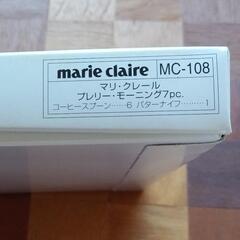 marie claire MC-108
マリ・クレール
プレリー・モーニング7pc.
コーヒースプーン……6 バターナイフ………1